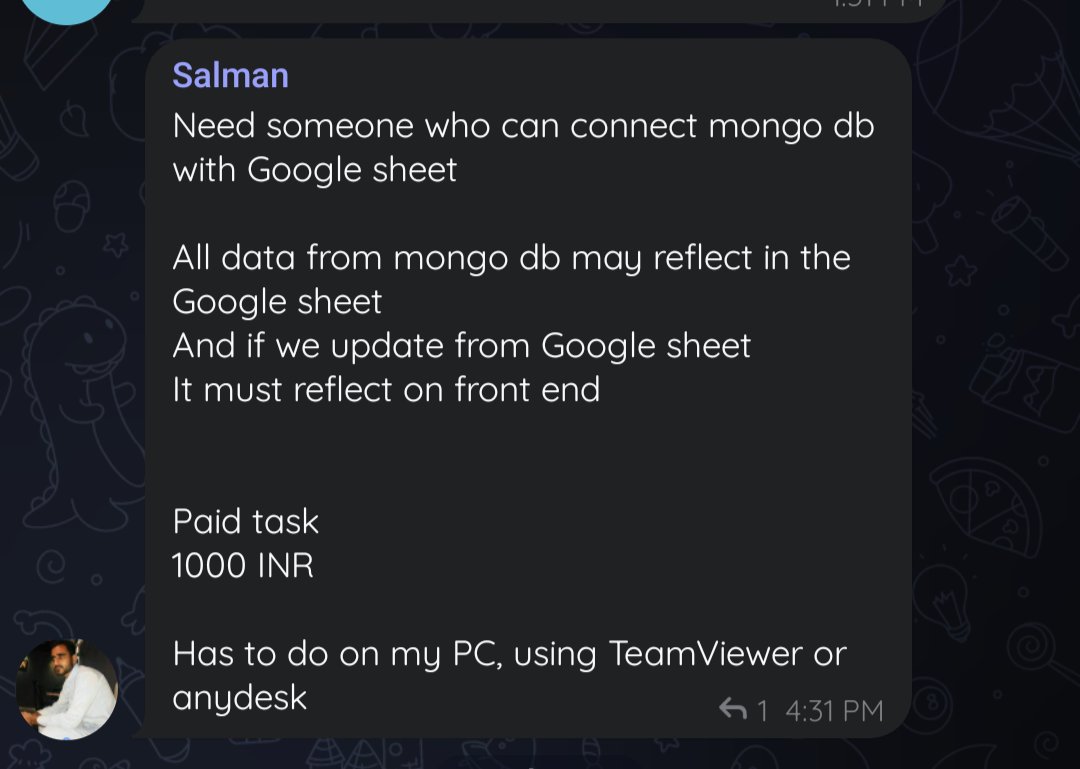 Salman
Need someone who can connect mongo db
with Google sheet
All data from mongo db may reflect in the
Google sheet
And if we update from Google sheet
It must reflect on front end
Paid task
1000 INR
Has to do on my PC, using TeamViewer or
anydesk
1 4:31 PM